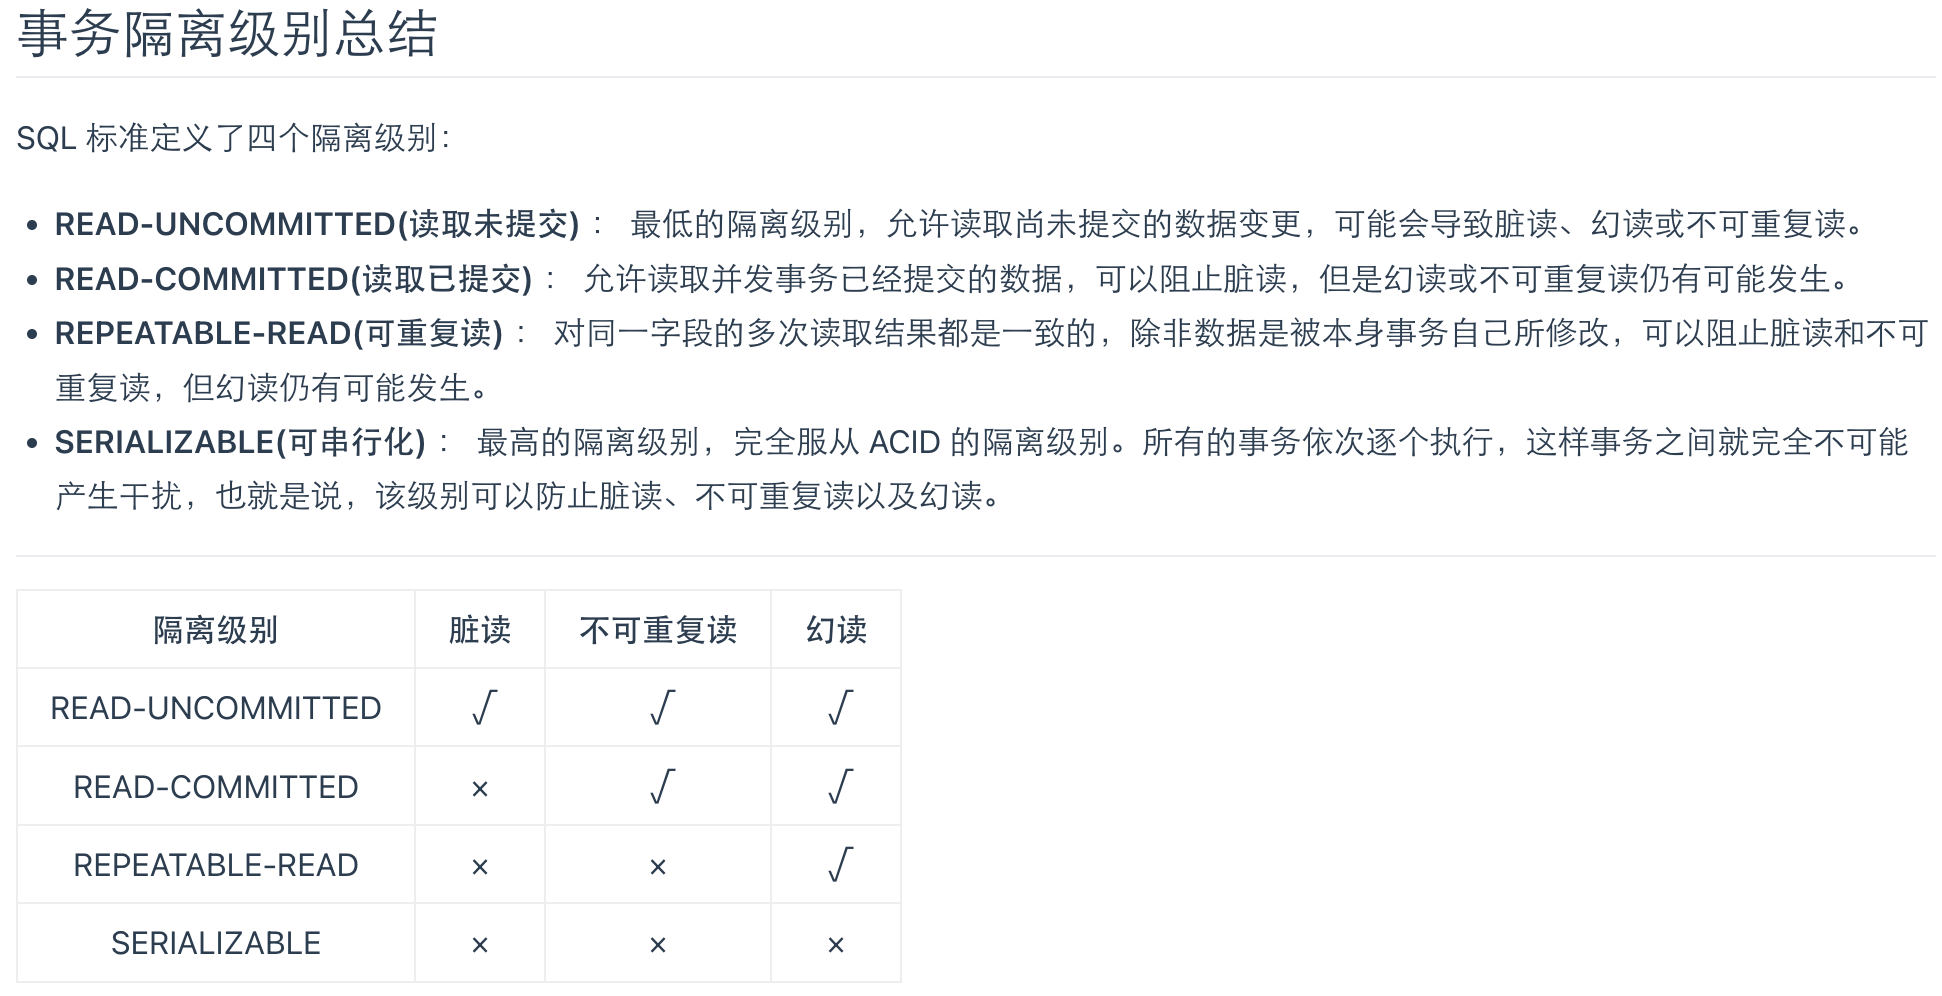 事务隔离级别总结
SQL 标准定义了四个隔离级别：
• READ-UNCOMMITTED(读取未提交) ： 最低的隔离级别，允许读取尚未提交的数据变更，可能会导致脏读、幻读或不可重复读。
• READ-COMMITTED(读取已提交) ： 允许读取并发事务已经提交的数据，可以阻止脏读，但是幻读或不可重复读仍有可能发生。
• REPEATABLE-READ(可重复读) ： 对同一字段的多次读取结果都是一致的，除非数据是被本身事务自己所修改，可以阻止脏读和不可
重复读，但幻读仍有可能发生。
• SERIALIZABLE(可串行化) ： 最高的隔离级别，完全服从 ACID 的隔离级别。所有的事务依次逐个执行，这样事务之间就完全不可能
产生干扰，也就是说，该级别可以防止脏读、不可重复读以及幻读。
隔离级别 脏读 不可重复读 幻读
READ-UNCOMMITTED √ √ √
READ-COMMITTED × √ √
REPEATABLE-READ × × √
SERIALIZABLE × × ×